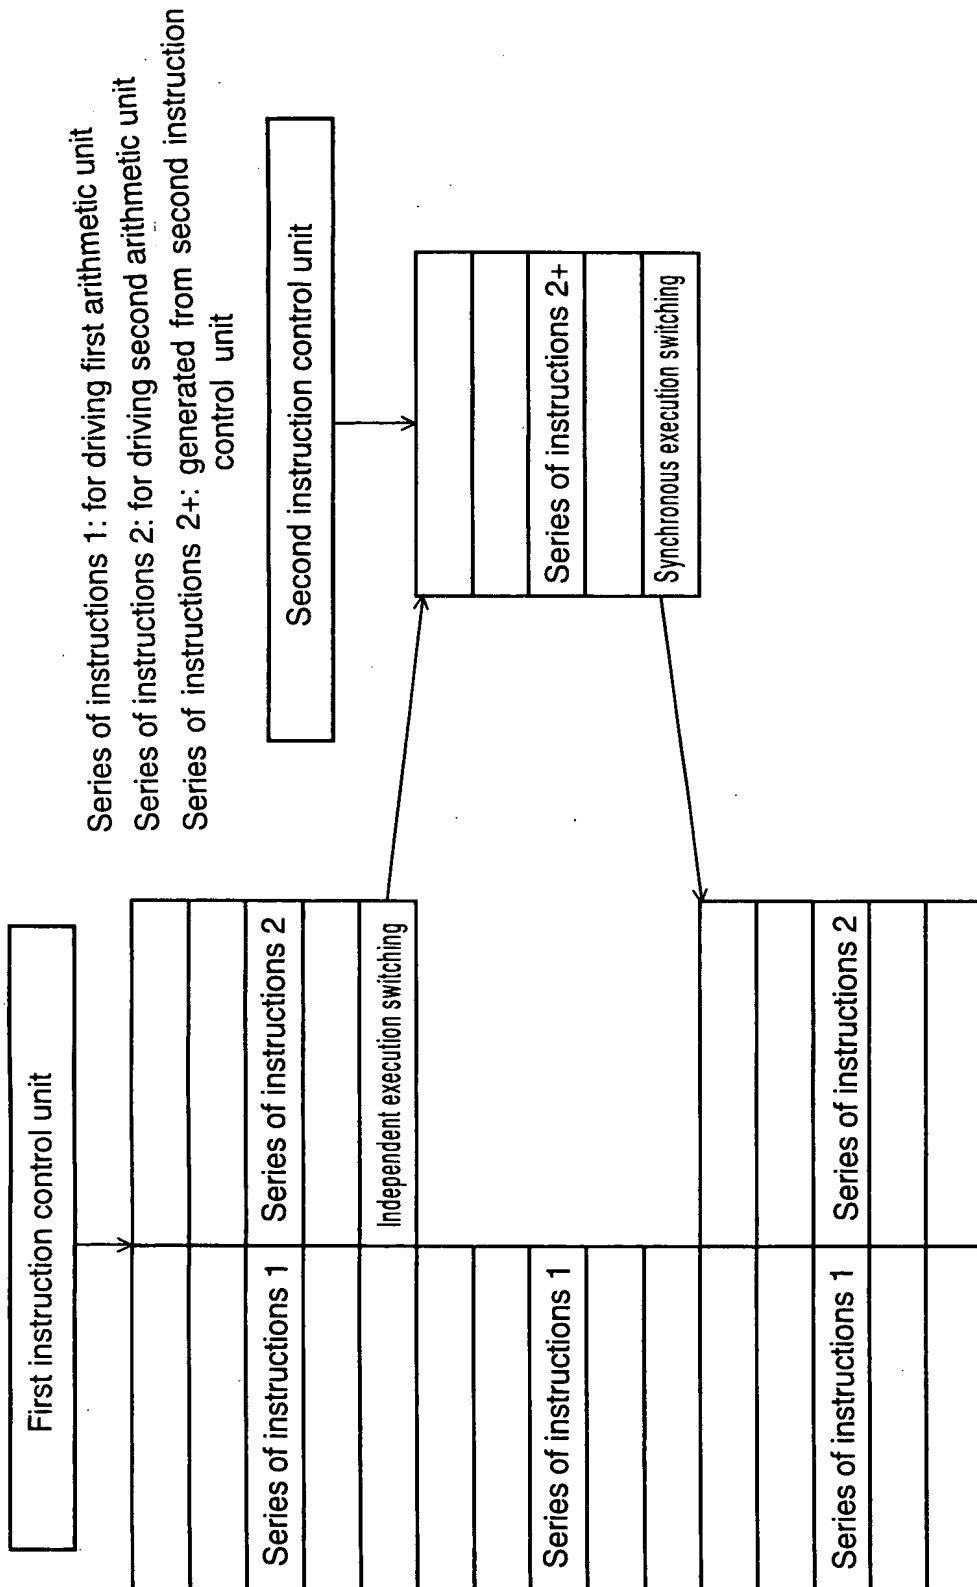 First instruction control unit
Series of instructions 1: for driving first arithmetic unit
Series of instructions 2: for driving second arithmetic unit
Series of instructions 2+: generated from second instruction
control unit
Second instruction control unit
Series of instructions 1
Series of instructions 2
Independent execution switching
Series of instructions 1
Series of instructions 2+
Synchronous execution switching
Series of instructions 1
Series of instructions 2